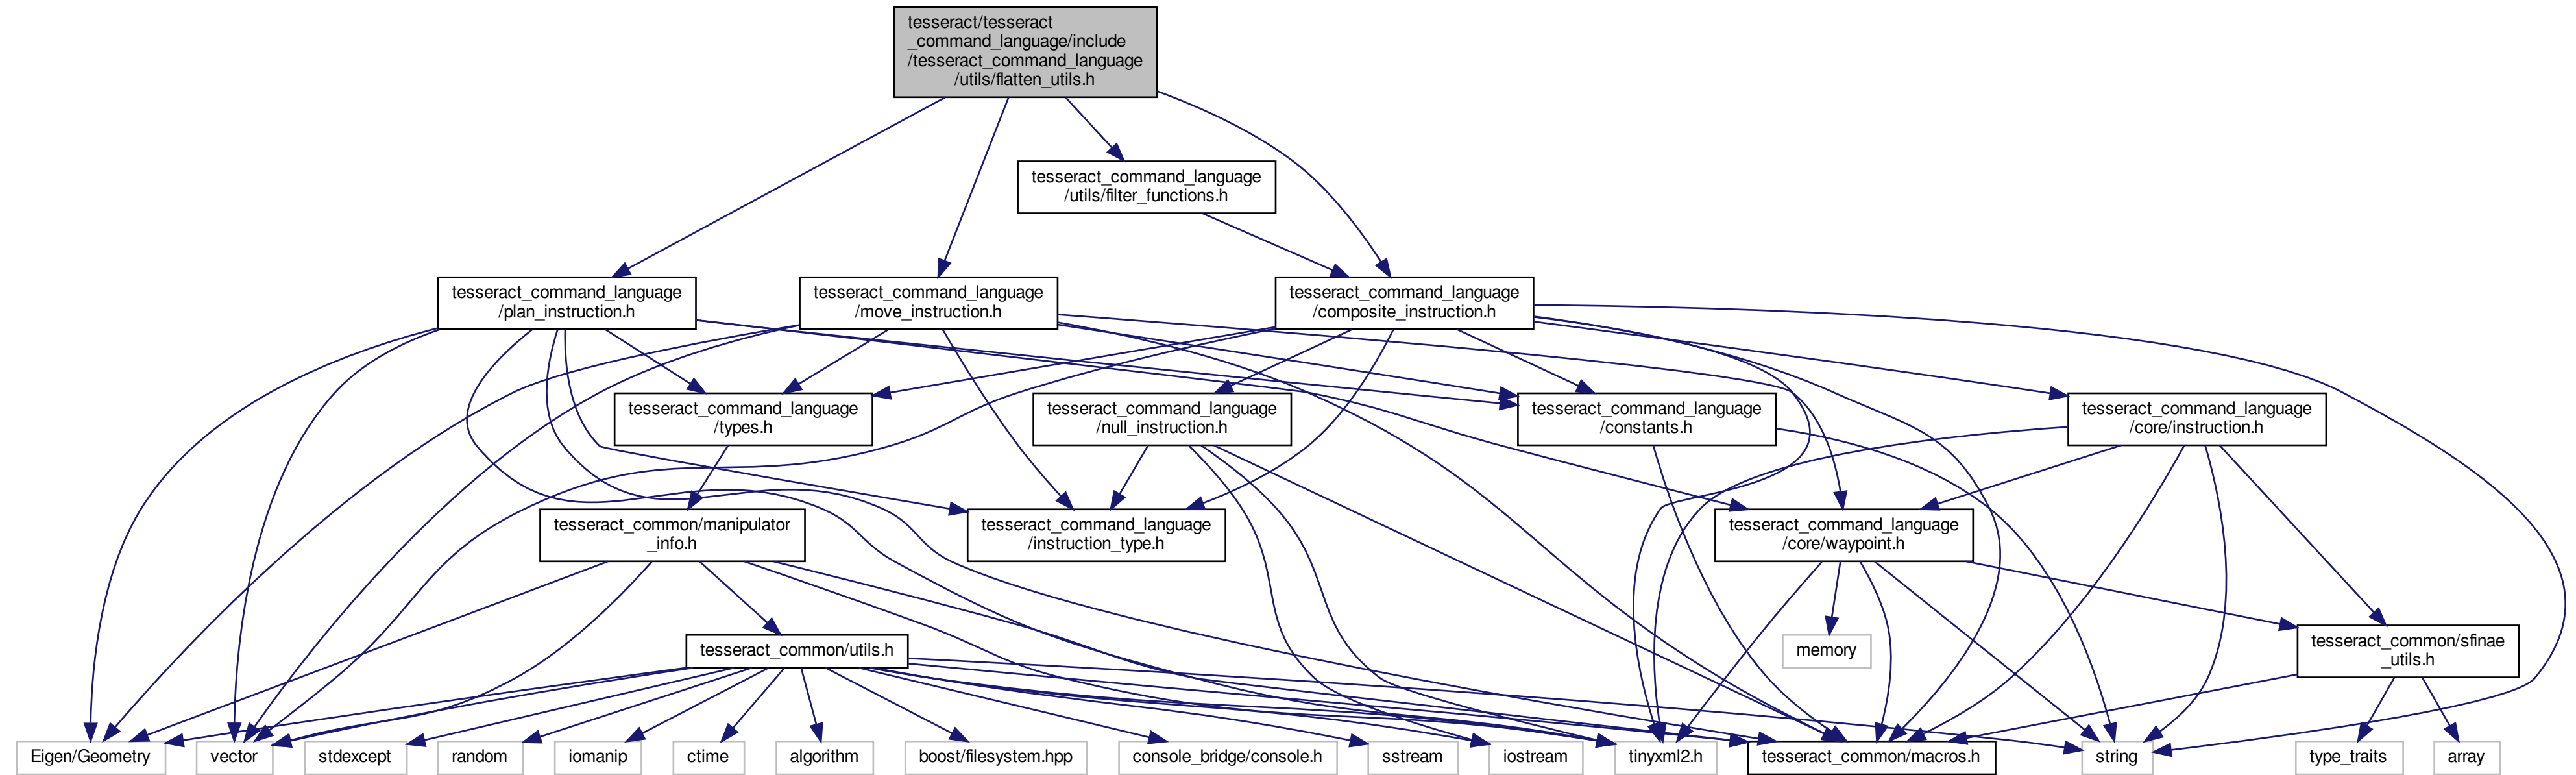 tesseract/tesseract
_command_language/include
/tesseract_command_language
/utils/flatten_utils.h
tesseract_command_language
/utils/filter_functions.h
tesseract_command_language
/plan_instruction.h
tesseract_command_language
/move_instruction.h
tesseract_command_language
/composite_instruction.h
tesseract_command_language
/types.h
tesseract_command_language
/null_instruction.h
tesseract_command_language
/constants.h
tesseract_command_language
/core/instruction.h
tesseract_common/manipulator
_info.h
tesseract_command_language
/instruction_type.h
tesseract_command_language
/core/waypoint.h
tesseract_common/utils.h
memory
tesseract_common/sfinae
_utils.h
Eigen/Geometry
vector
stdexcept
random
iomanip
ctime
algorithm
boost/filesystem.hpp
console_bridge/console.h
sstream
iostream
tinyxml2.h
tesseract_common/macros.h
string
type_traits
array